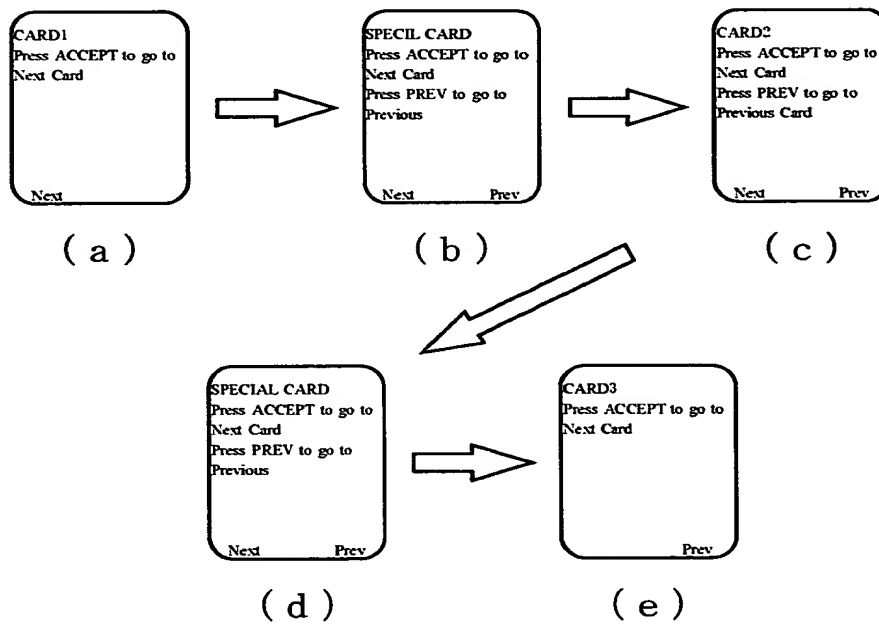 CARD1
Press ACCEPT to go to
Next Card
Next
( a )
SPECIL CARD
Press ACCEPT to go to
Next Card
Press PREV to go to
Previous
Next Prev
( b )
CARD2
Press ACCEPT to go to
Next Card
Press PREV to go to
Previous Card
Next Prev
( c )
SPECIAL CARD
Press ACCEPT to go to
Next Card
Press PREV to go to
Previous
Next Prev
( d )
CARD3
Press ACCEPT to go to
Next Card
Prev
( e )